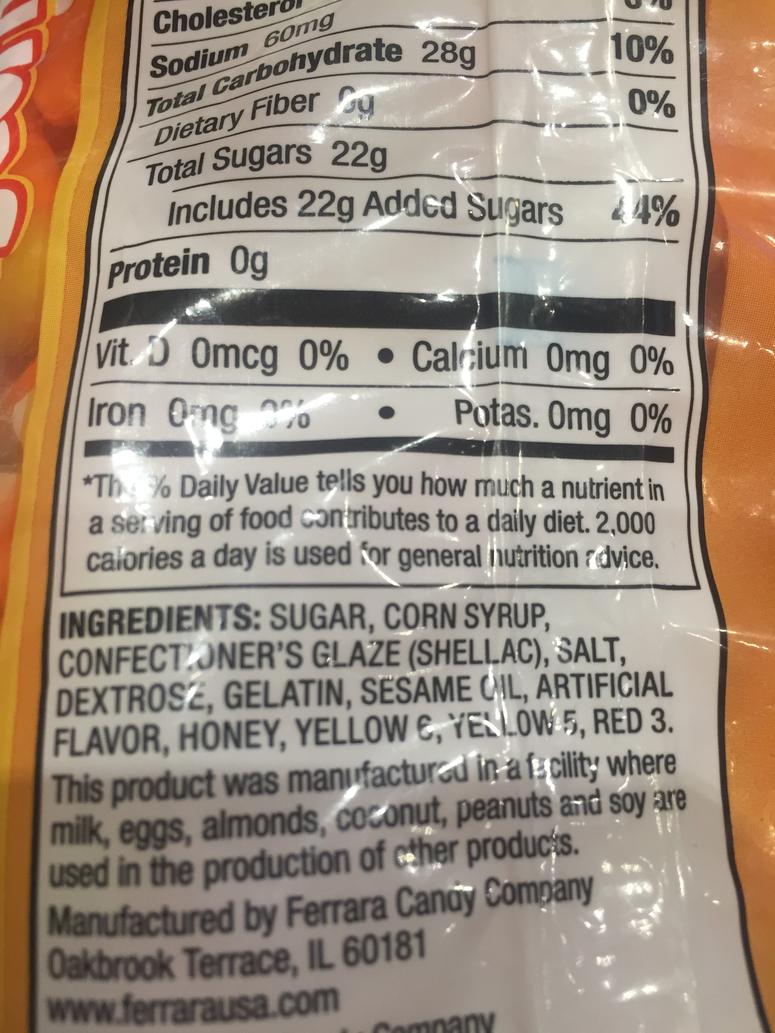 Cholesterol
Sodium 60mg
Total Carbohydrate 28g 10%
Dietary Fiber 0g 0%
Total Sugars 22g
Includes 22g Added Sugars 44%
Protein 0g
Vit. D 0mcg 0% • Calcium 0mg 0%
Iron 0mg 0% • Potas. 0mg 0%
*The % Daily Value tells you how much a nutrient in
a serving of food contributes to a daily diet. 2,000
calories a day is used for general nutrition advice.
INGREDIENTS: SUGAR, CORN SYRUP,
CONFECTIONER'S GLAZE (SHELLAC), SALT,
DEXTROSE, GELATIN, SESAME OIL, ARTIFICIAL
FLAVOR, HONEY, YELLOW 6, YELLOW 5, RED 3.
This product was manufactured in a facility where
milk, eggs, almonds, coconut, peanuts and soy are
used in the production of other products.
Manufactured by Ferrara Candy Company
Oakbrook Terrace, IL 60181
www.ferrarausa.com
Company